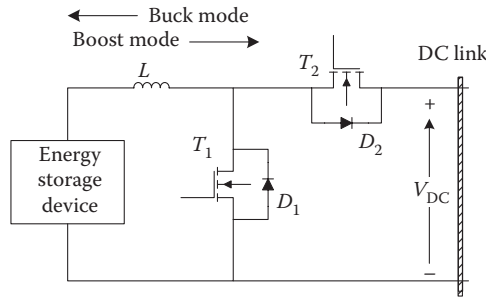 Buck mode
Boost mode
DC link
L
T2
D2
Energy
storage
device
T1
D1
+
VDC
−